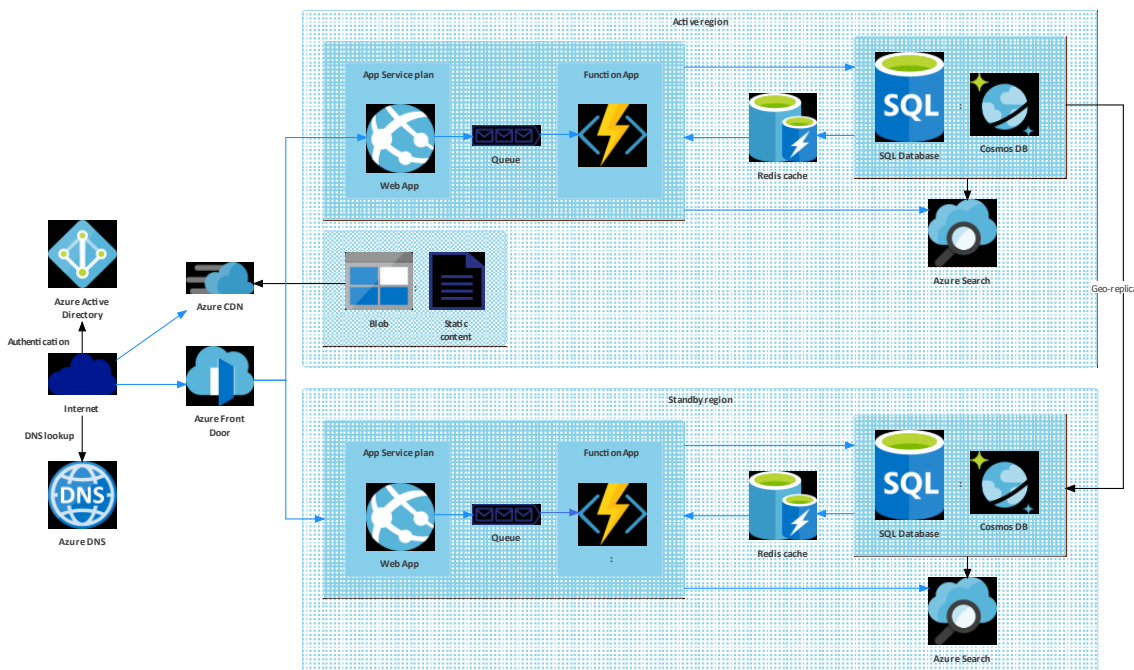 Active region
App Service plan
Function App
SQL
Web App
Queue
Redis cache
SQL Database
:
Cosmos DB
Azure Search
Geo-replica
Azure Active
Directory
Authentication
Internet
DNS lookup
DNS
Azure DNS
Azure CDN
Azure Front
Door
Blob
Static
content
Standby region
App Service plan
Function App
SQL
Web App
Queue
:
Redis cache
SQL Database
:
Cosmos DB
Azure Search